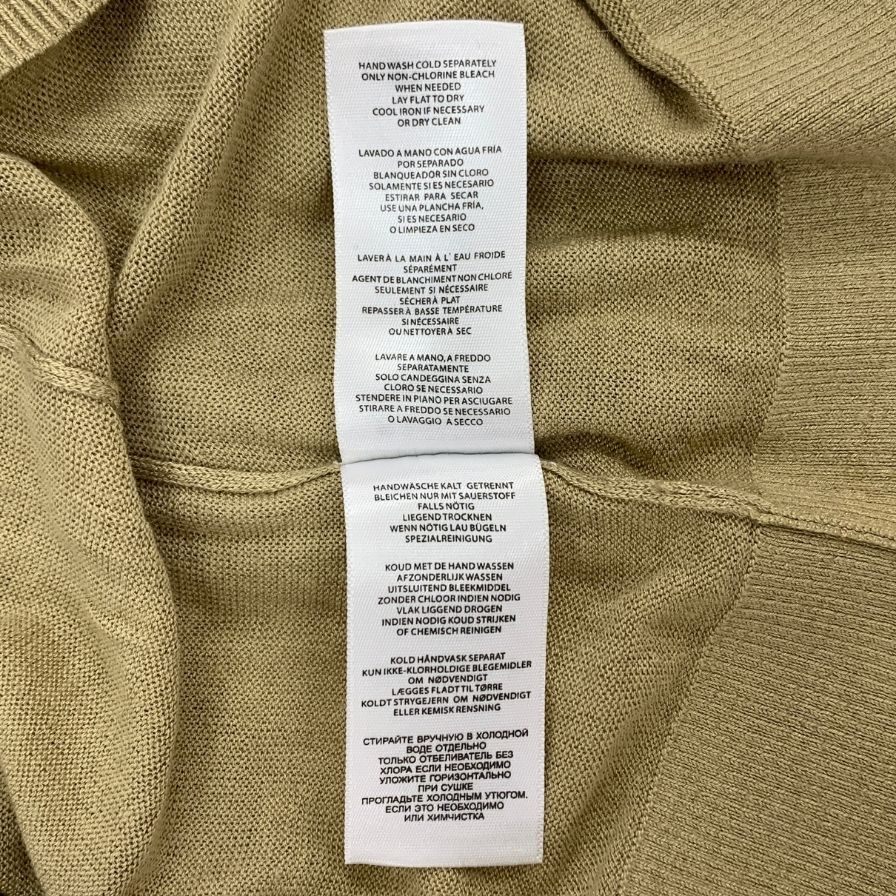 HAND WASH COLD SEPARATELY
ONLY NON-CHLORINE BLEACH
WHEN NEEDED
LAY FLAT TO DRY
COOL IRON IF NECESSARY
OR DRY CLEAN
LAVADO A MANO CON AGUA FRÍA
POR SEPARADO
BLANQUEADOR SIN CLORO
SOLAMENTE SI ES NECESARIO
ESTIRAR PARA SECAR
USE UNA PLANCHA FRÍA,
SI ES NECESARIO
O LIMPIEZA EN SECO
LAVER À LA MAIN À L' EAU FROIDE
SÉPARÉMENT
AGENT DE BLANCHIMENT NON CHLORÉ
SEULEMENT SI NÉCESSAIRE
SÉCHER À PLAT
REPASSER À BASSE TEMPÉRATURE
SI NÉCESSAIRE
OU NETTOYER À SEC
LAVARE A MANO, A FREDDO
SEPARATAMENTE
SOLO CANDEGGINA SENZA
CLORO SE NECESSARIO
STENDERE IN PIANO PER ASCIUGARE
STIRARE A FREDDO SE NECESSARIO
O LAVAGGIO A SECCO
HANDWÄSCHE KALT GETRENNT
BLEICHEN NUR MIT SAUERSTOFF
FALLS NÖTIG
LIEGEND TROCKNEN
WENN NÖTIG LAU BÜGELN
SPEZIALREINIGUNG
KOUD MET DE HAND WASSEN
AFZONDERLIJK WASSEN
UITSLUITEND BLEEKMIDDEL
ZONDER CHLOOR INDIEN NODIG
VLAK LIGGEND DROGEN
INDIEN NODIG KOUD STRIJKEN
OF CHEMISCH REINIGEN
KOLD HÅNDVASK SEPARAT
KUN IKKE-KLORHOLDIGE BLEGEMIDLER
OM NØDVENDIGT
LÆGGES FLADT TIL TØRRE
KOLDT STRYGEJERN OM NØDVENDIGT
ELLER KEMISK RENSNING
СТИРАЙТЕ ВРУЧНУЮ В ХОЛОДНОЙ
ВОДЕ ОТДЕЛЬНО
ТОЛЬКО ОТБЕЛИВАТЕЛЬ БЕЗ
ХЛОРА ЕСЛИ НЕОБХОДИМО
УЛОЖИТЕ ГОРИЗОНТАЛЬНО
ПРИ СУШКЕ
ПРОГЛАДЬТЕ ХОЛОДНЫМ УТЮГОМ.
ЕСЛИ ЭТО НЕОБХОДИМО
ИЛИ ХИМЧИСТКА